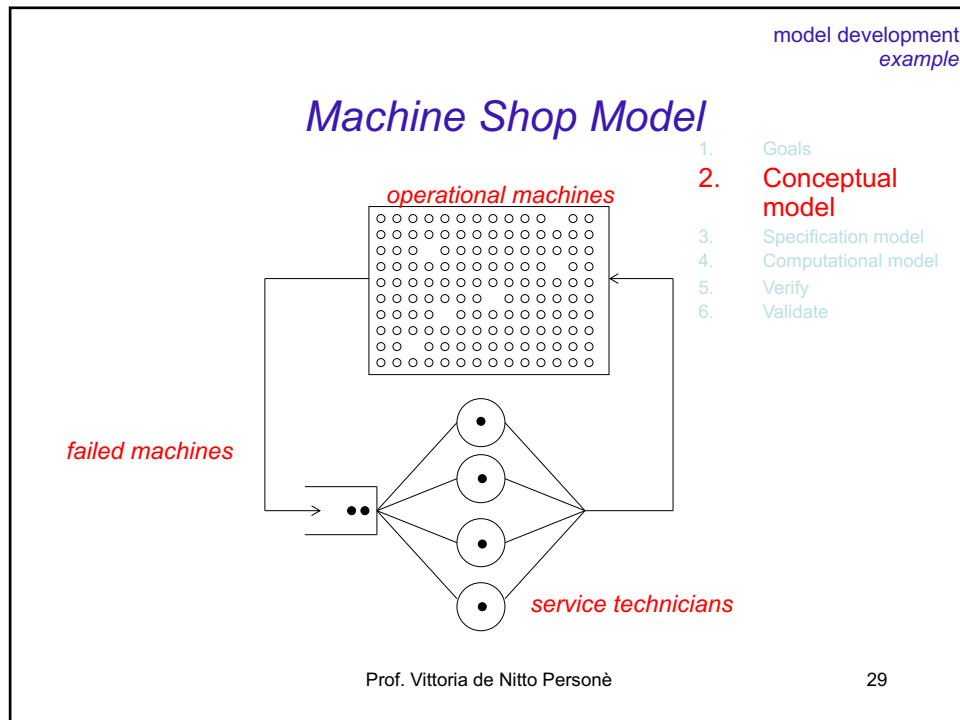 model development
example
Machine Shop Model
1. Goals
2. Conceptual
model
3. Specification model
4. Computational model
5. Verify
6. Validate
operational machines
failed machines
service technicians
Prof. Vittoria de Nitto Personè
29